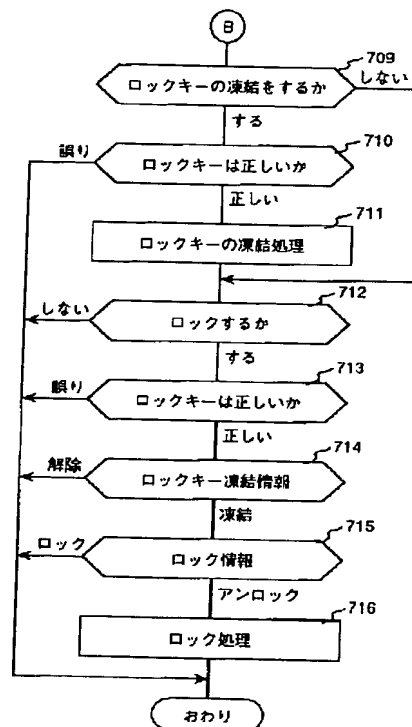 B
709
ロックキーの凍結をするか
しない
する
710
誤り
ロックキーは正しいか
正しい
711
ロックキーの凍結処理
712
しない
ロックするか
する
713
誤り
ロックキーは正しいか
正しい
714
解除
ロックキー凍結情報
凍結
715
ロック
ロック情報
アンロック
716
ロック処理
おわり